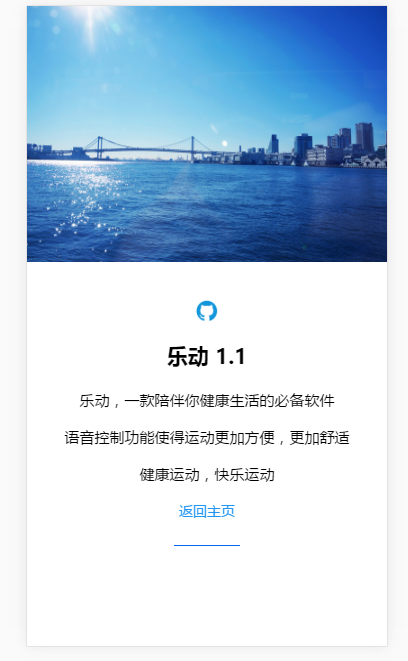 乐动 1.1
乐动，一款陪伴你健康生活的必备软件
语音控制功能使得运动更加方便，更加舒适
健康运动，快乐运动
返回主页